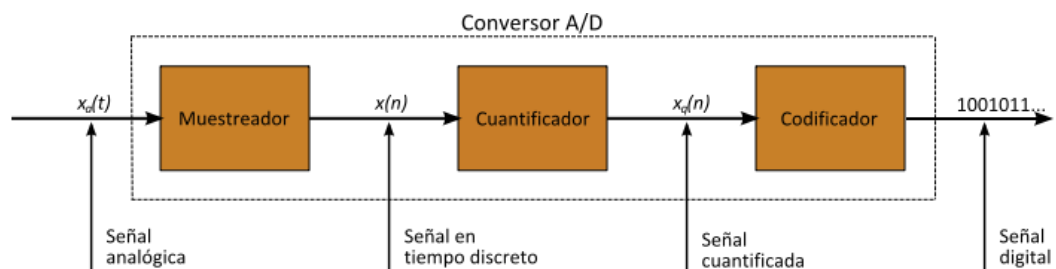 Conversor A/D
xa(t)
Muestreador
x(n)
Cuantificador
xq(n)
Codificador
1001011...
Señal
analógica
Señal en
tiempo discreto
Señal
cuantificada
Señal
digital